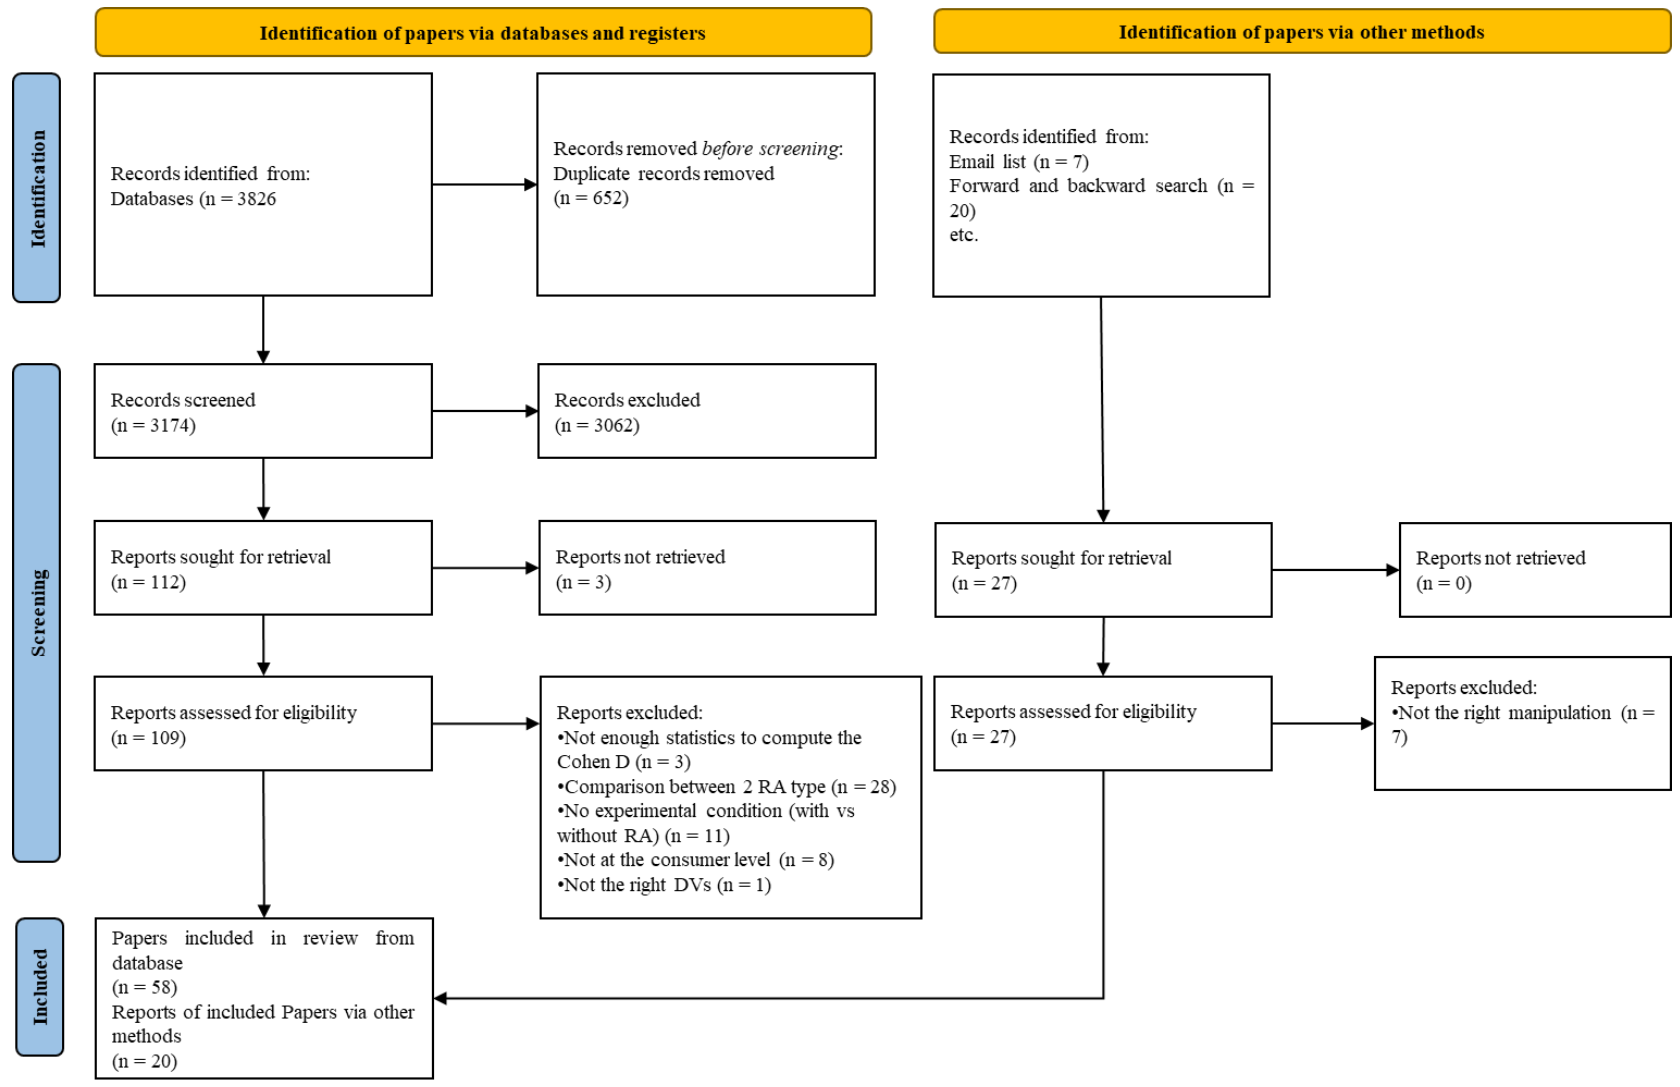 Identification of papers via databases and registers
Identification of papers via other methods
Identification
Records identified from:
Databases (n = 3826
Records removed before screening:
Duplicate records removed
(n = 652)
Records identified from:
Email list (n = 7)
Forward and backward search (n =
20)
etc.
Screening
Records screened
(n = 3174)
Records excluded
(n = 3062)
Reports sought for retrieval
(n = 112)
Reports not retrieved
(n = 3)
Reports sought for retrieval
(n = 27)
Reports not retrieved
(n = 0)
Reports assessed for eligibility
(n = 109)
Reports excluded:
•Not enough statistics to compute the
Cohen D (n = 3)
•Comparison between 2 RA type (n = 28)
•No experimental condition (with vs
without RA) (n = 11)
•Not at the consumer level (n = 8)
•Not the right DVs (n = 1)
Reports assessed for eligibility
(n = 27)
Reports excluded:
•Not the right manipulation (n =
7)
Included
Papers included in review from
database
(n = 58)
Reports of included Papers via other
methods
(n = 20)